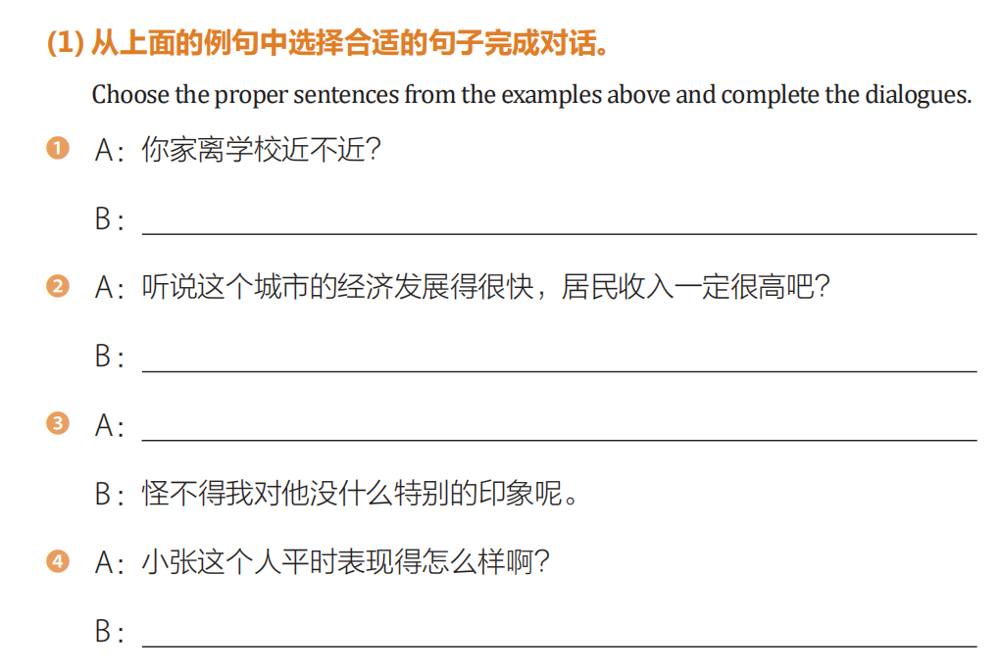 (1) 从上面的例句中选择合适的句子完成对话。
Choose the proper sentences from the examples above and complete the dialogues.
1 A：你家离学校近不近？
B：
2 A：听说这个城市的经济发展得很快，居民收入一定很高吧？
B：
3 A：
B：怪不得我对他没什么特别的印象呢。
4 A：小张这个人平时表现得怎么样啊？
B：